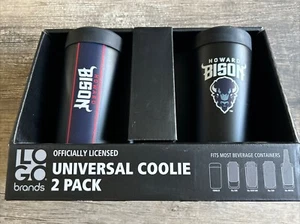 BISON
HOWARD
BISON
LOGO
brands
OFFICIALLY LICENSED
UNIVERSAL COOLIE
2 PACK
FITS MOST BEVERAGE CONTAINERS